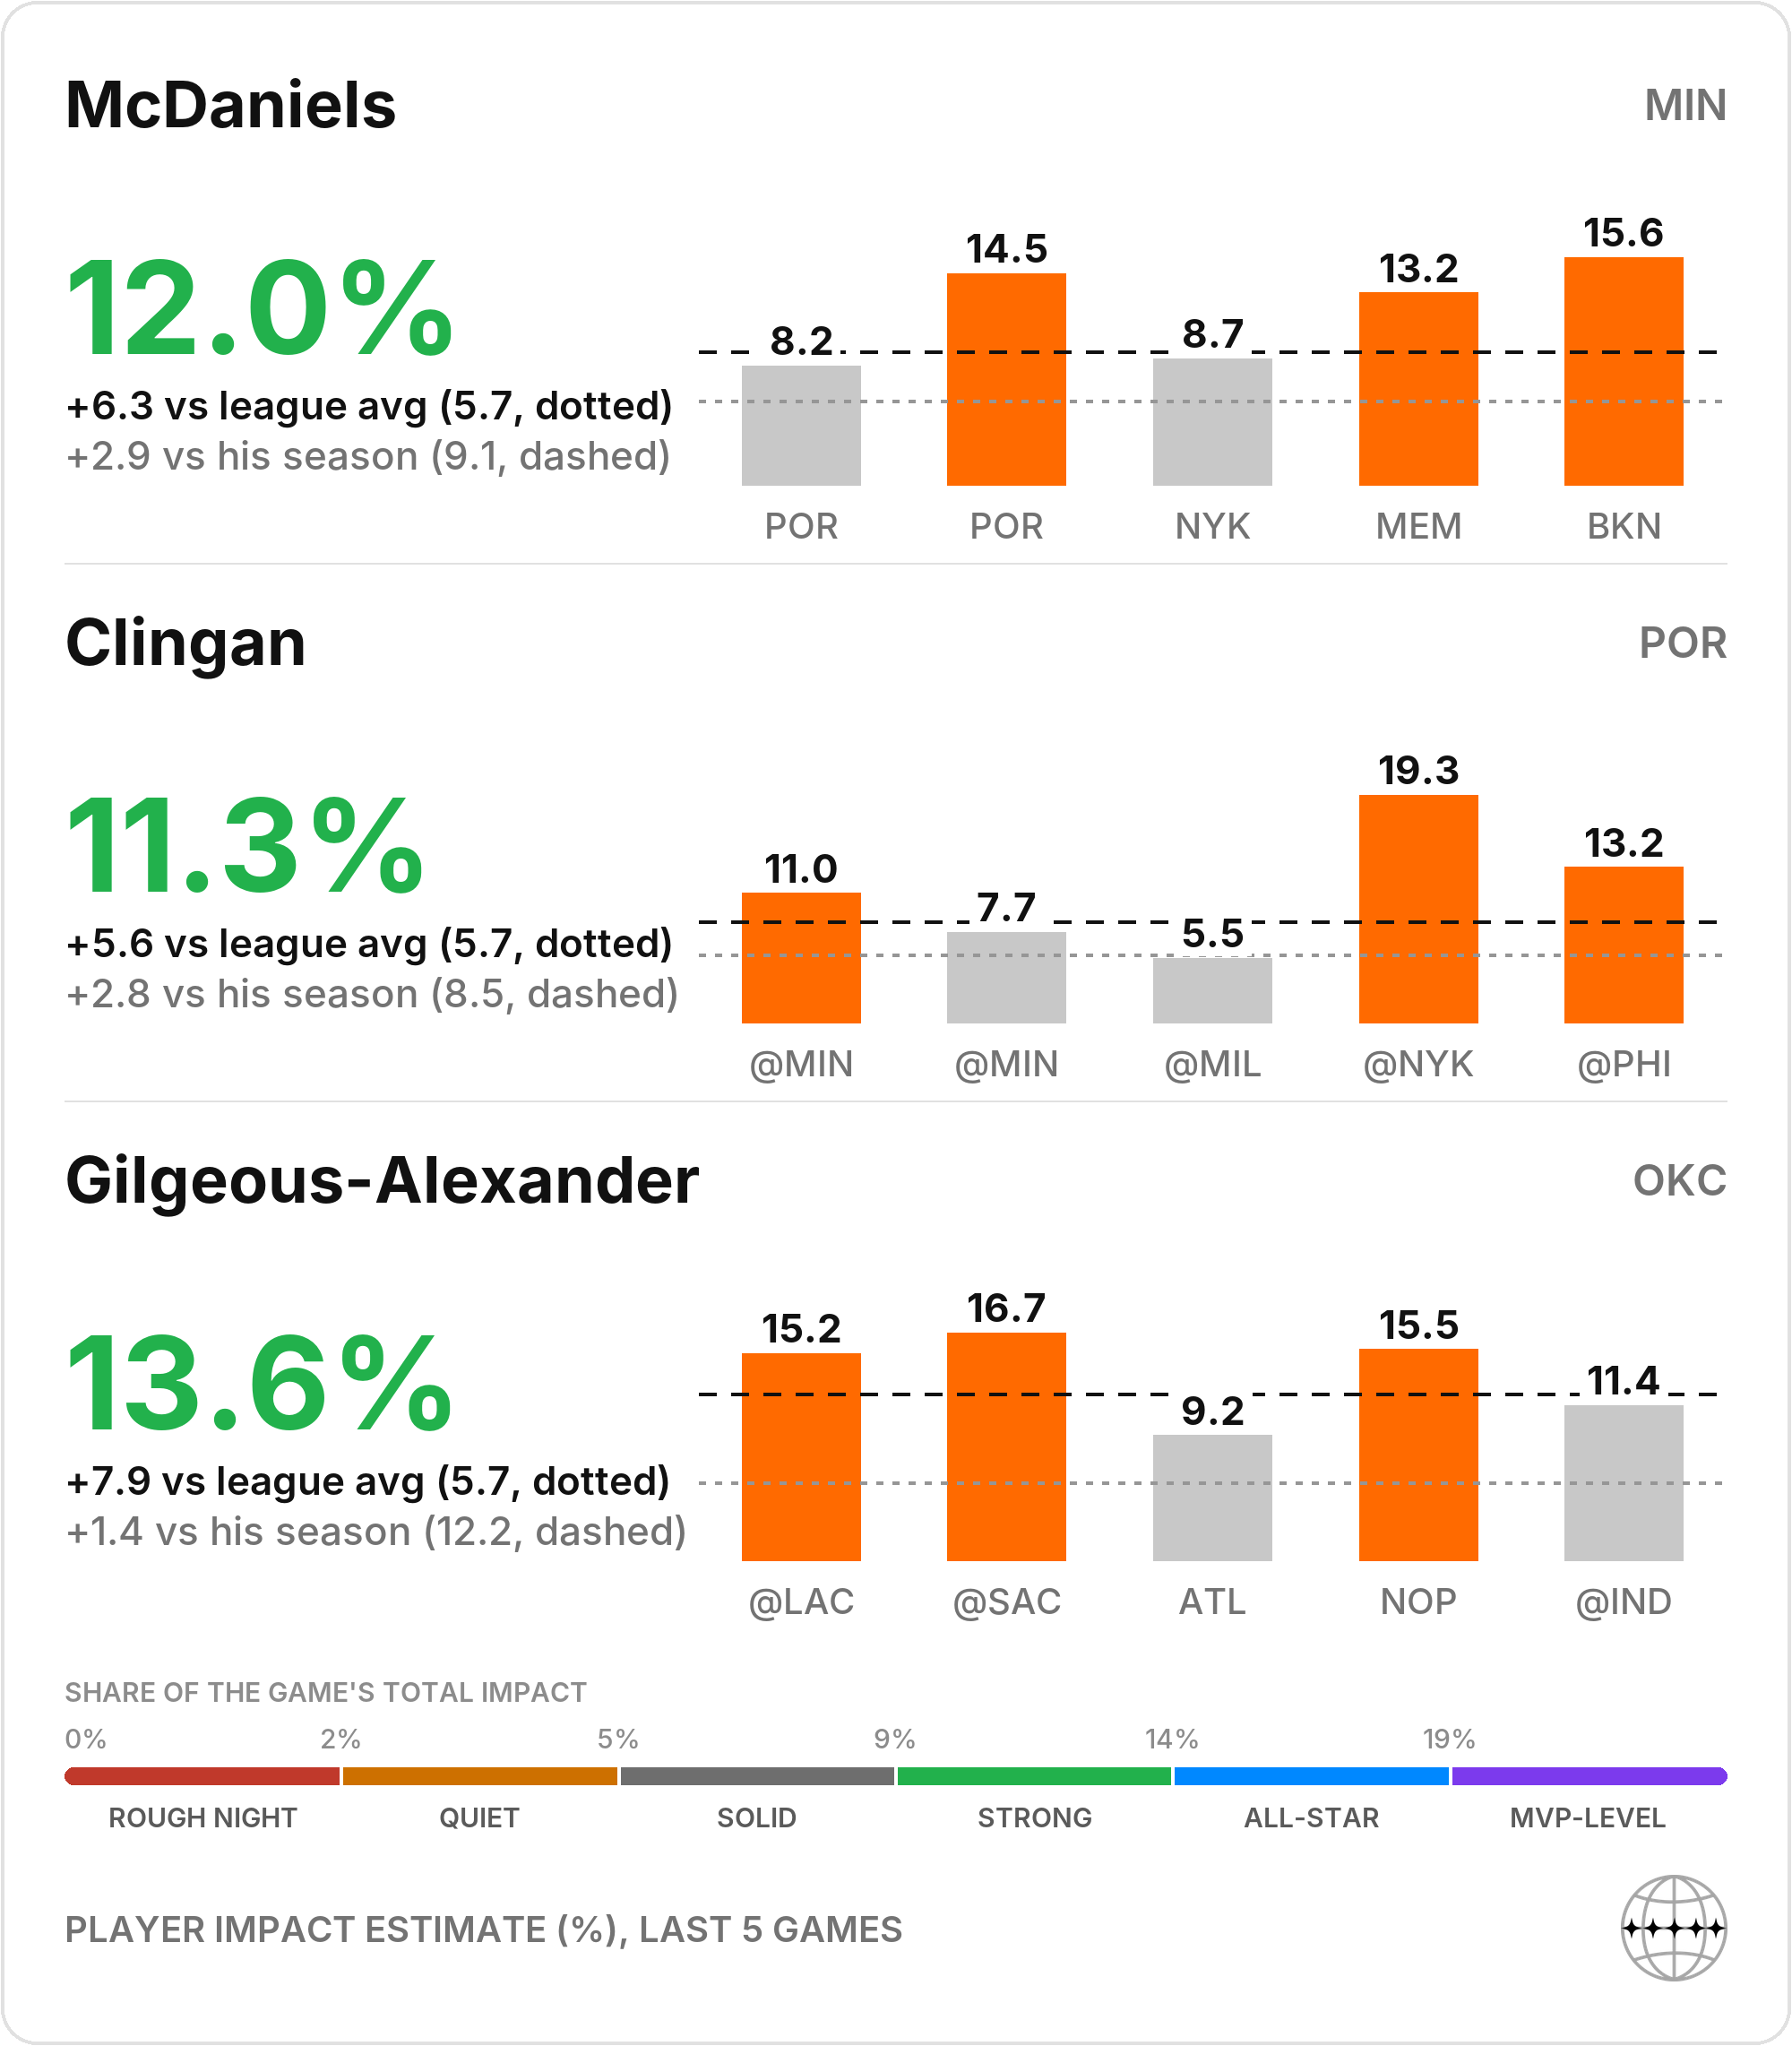 McDaniels MIN
12.0%
+6.3 vs league avg (5.7, dotted)
+2.9 vs his season (9.1, dashed)
8.2 14.5 8.7 13.2 15.6
POR POR NYK MEM BKN
Clingan POR
11.3%
+5.6 vs league avg (5.7, dotted)
+2.8 vs his season (8.5, dashed)
11.0 7.7 5.5 19.3 13.2
@MIN @MIN @MIL @NYK @PHI
Gilgeous-Alexander OKC
13.6%
+7.9 vs league avg (5.7, dotted)
+1.4 vs his season (12.2, dashed)
15.2 16.7 9.2 15.5 11.4
@LAC @SAC ATL NOP @IND
SHARE OF THE GAME'S TOTAL IMPACT
0% 2% 5% 9% 14% 19%
ROUGH NIGHT QUIET SOLID STRONG ALL-STAR MVP-LEVEL
PLAYER IMPACT ESTIMATE (%), LAST 5 GAMES